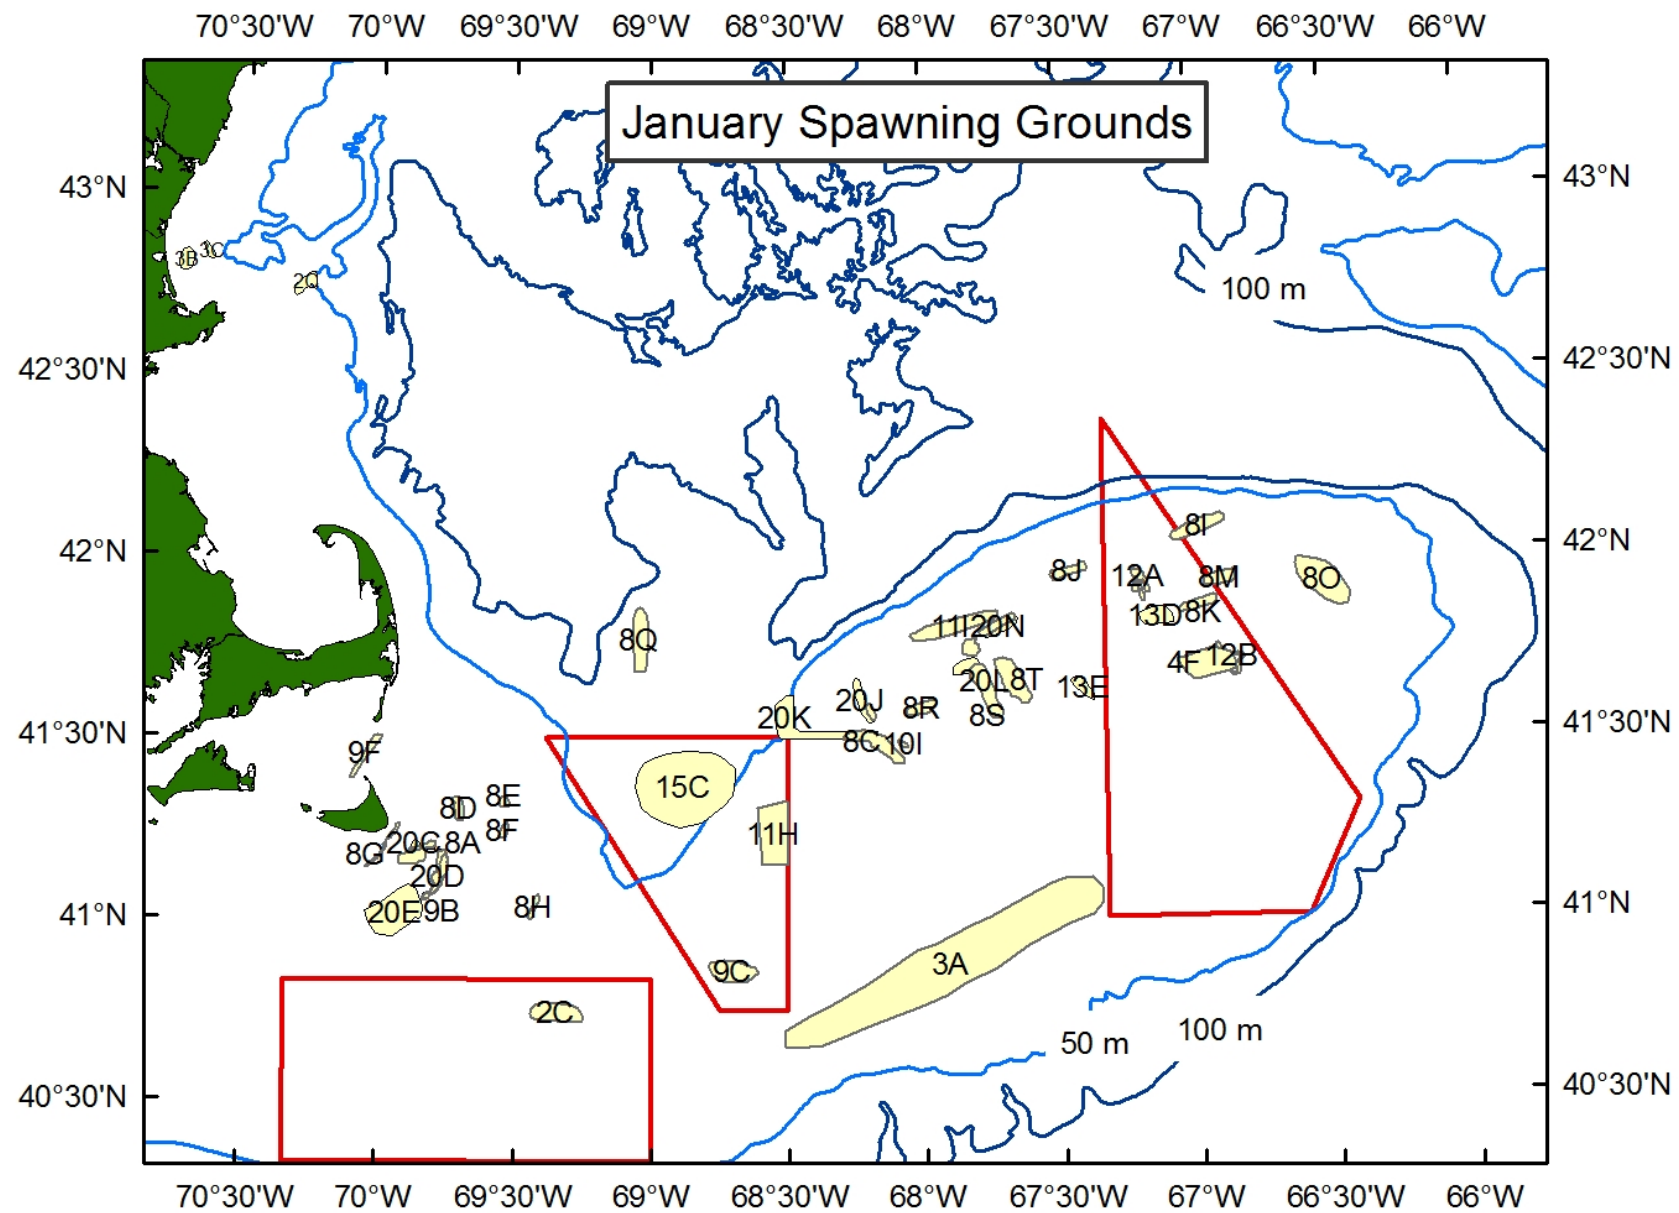 70°30'W 70°W 69°30'W 69°W 68°30'W 68°W 67°30'W 67°W 66°30'W 66°W
January Spawning Grounds
43°N 43°N
3B 3C
2G
100 m
42°30'N 42°30'N
42°N 42°N
8I
8J 12A 8M 8O
13D 8K
8Q 11I 20N
4F 12B
20L 8T 13E
20J 8R 8S
20K
41°30'N 41°30'N
9F 8C 10I
15C
8D 8E
8F 11H
8G 20C 8A
20D
20E 9B 8H
41°N 41°N
9C 3A
2C
50 m 100 m
40°30'N 40°30'N
70°30'W 70°W 69°30'W 69°W 68°30'W 68°W 67°30'W 67°W 66°30'W 66°W